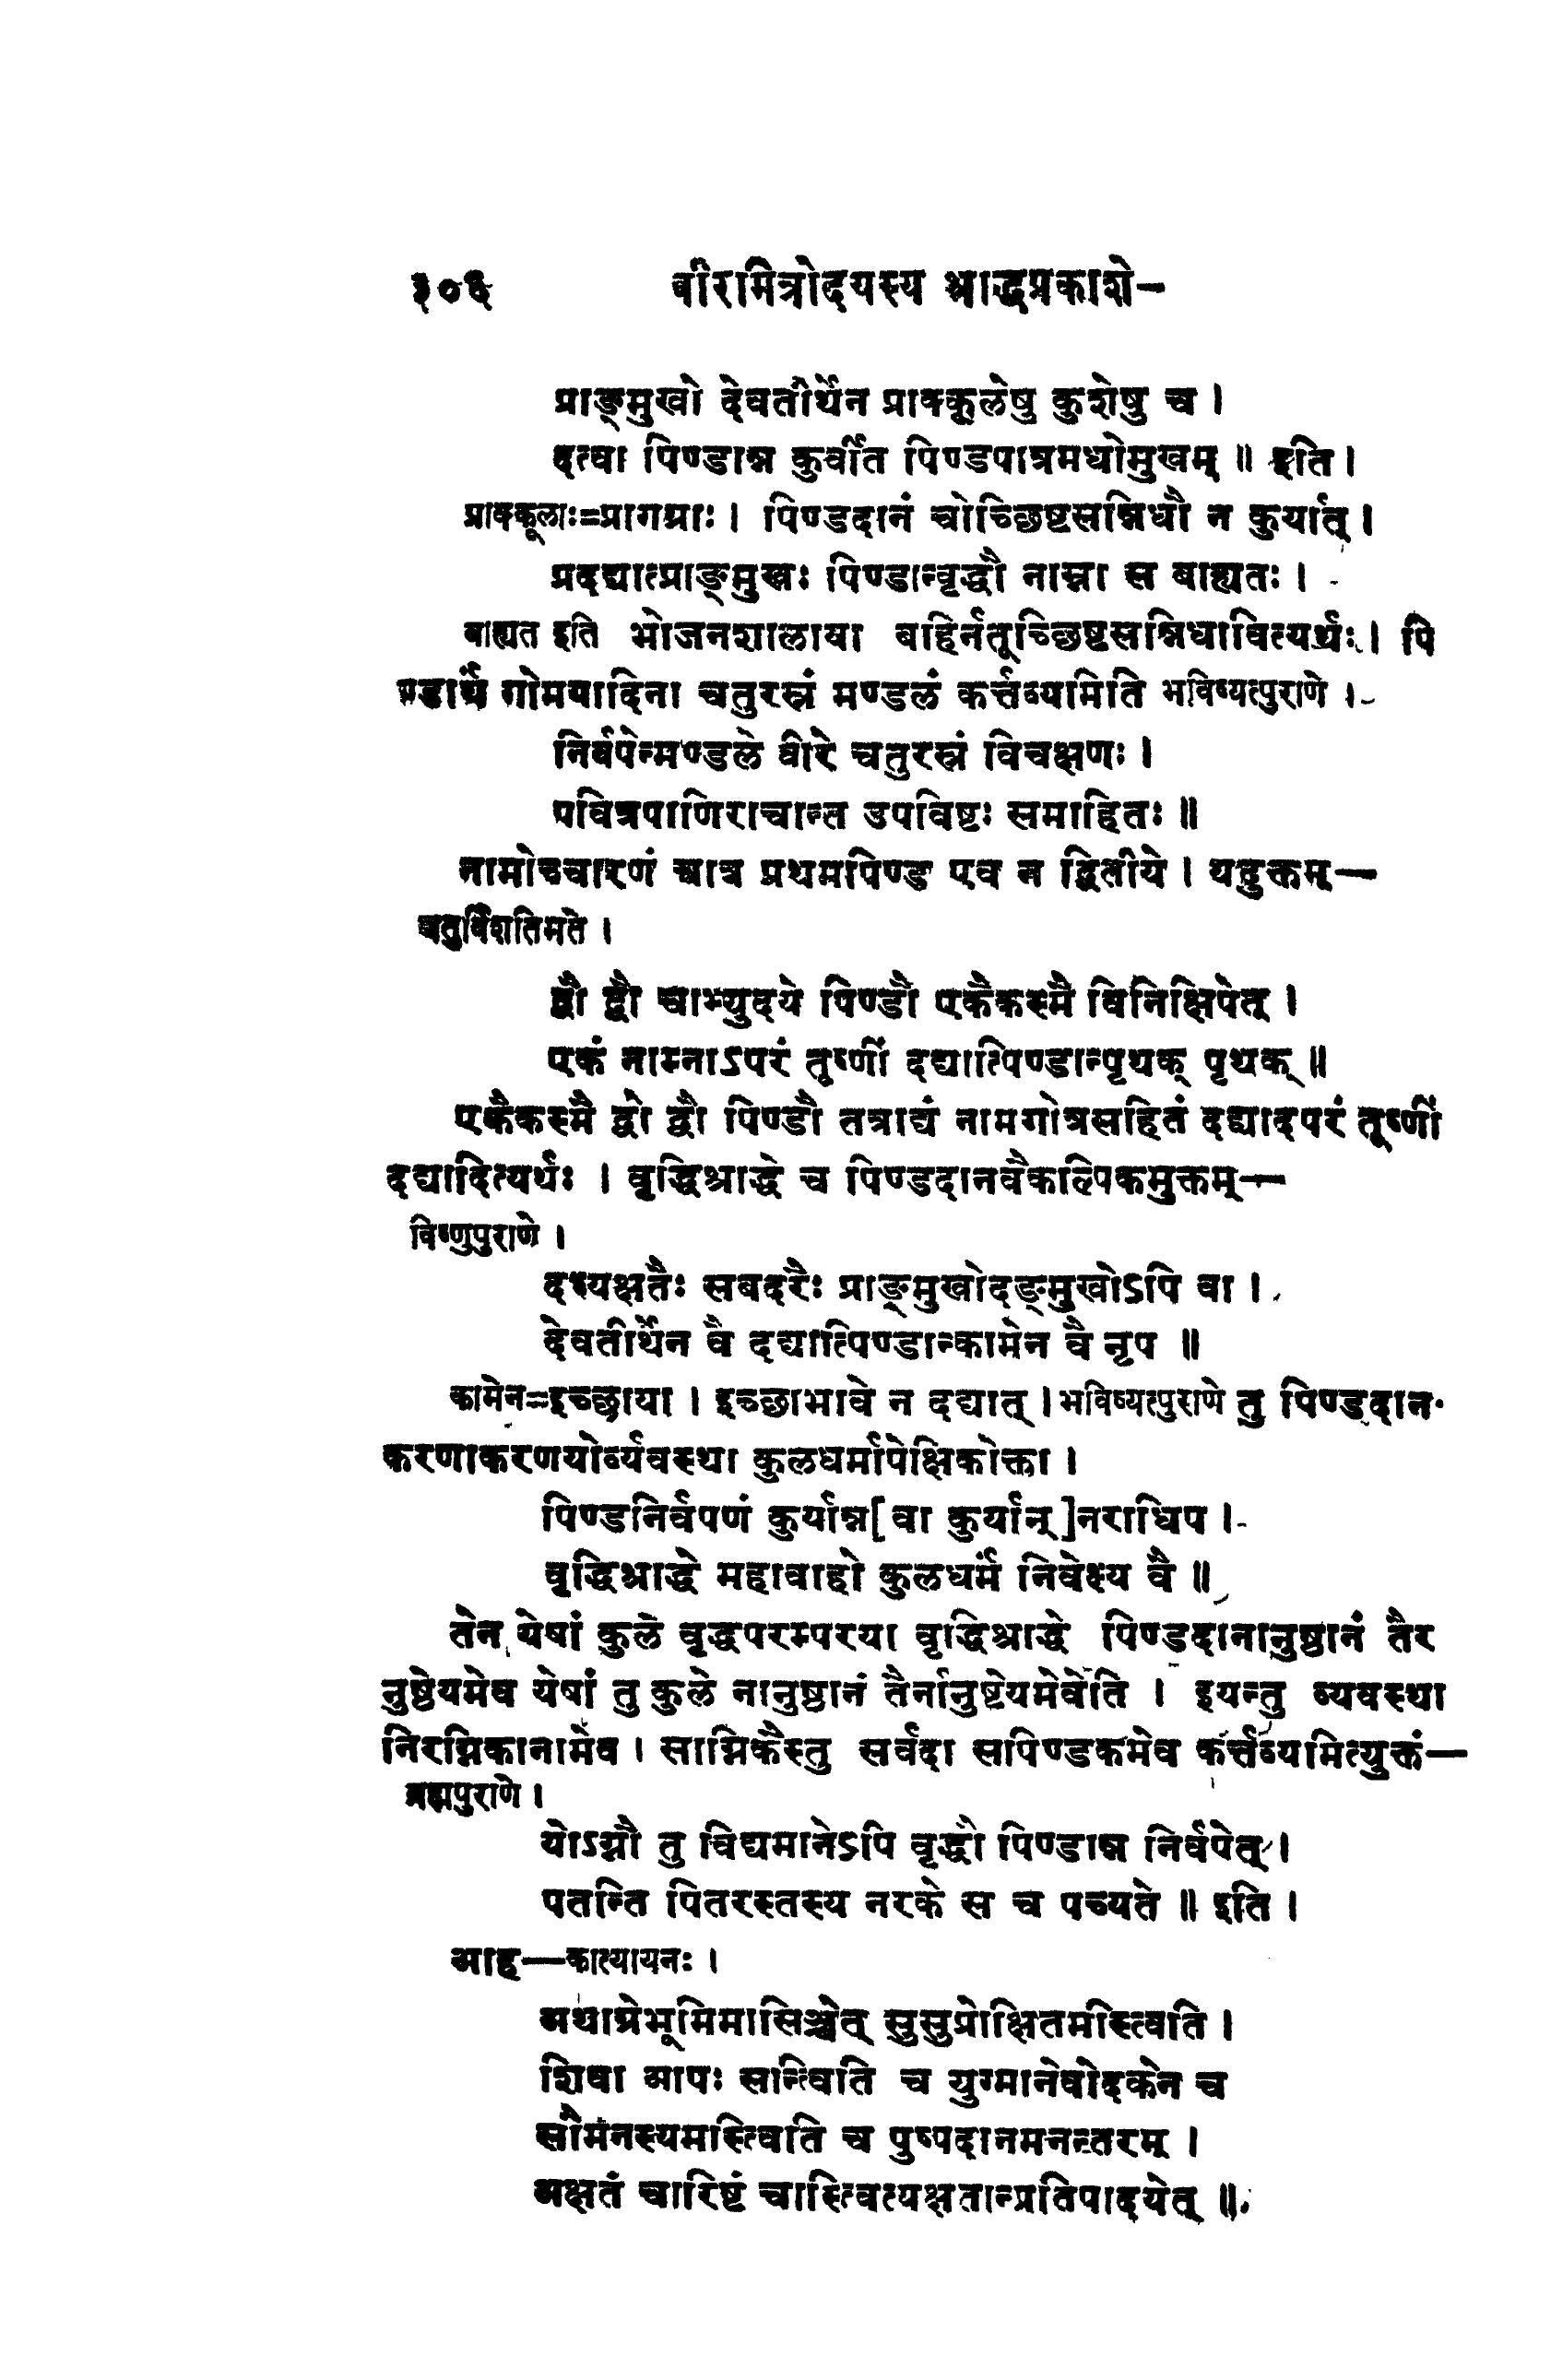 ३०६ वीरमित्रोदयस्य श्राद्धप्रकाशे-
प्राङ्मुखो देवतीर्थेन प्राक्कूलेषु कुशेषु च ।
दत्वा पिण्डान्न कुर्वीत पिण्डपात्रमधोमुखम् ॥ इति ।
प्राक्कूलाः=प्रागग्राः । पिण्डदानं चोच्छिष्टसन्निधौ न कुर्यात् ।
प्रदद्यात्प्राङ्मुखः पिण्डान्वृद्धौ नाम्ना स बाह्यतः ।
बाह्यत इति भोजनशालाया बहिर्नतूच्छिष्टसन्निधावित्यर्थः । पि
ण्डार्थं गोमयादिना चतुरस्रं मण्डलं कर्त्तव्यमिति भविष्यत्पुराणे ।
निर्वपेन्मण्डले वीरे चतुरस्रं विचक्षणः ।
पवित्रपाणिराचान्त उपविष्टः समाहितः ॥
नामोच्चारणं चात्र प्रथमपिण्ड एव न द्वितीये । यदुक्तम्—
चतुर्विंशतिमते ।
द्वौ द्वौ चाभ्युदये पिण्डौ एकैकस्मै विनिक्षिपेत् ।
एकं नाम्नाऽपरं तूष्णीं दद्यात्पिण्डान्पृथक् पृथक् ॥
एकैकस्मै द्वो द्वौ पिण्डौ तत्राद्यं नामगोत्रसहितं दद्यादपरं तूष्णीं
दद्यादित्यर्थः । वृद्धिश्राद्धे च पिण्डदानवैकल्पिकमुक्तम्—
विष्णुपुराणे ।
दध्यक्षतैः सबदरैः प्राङ्मुखोदङ्मुखोऽपि वा ।
देवतीर्थेन वै दद्यात्पिण्डान्कामेन वै नृप ॥
कामेन=इच्छाया । इच्छाभावे न दद्यात् । भविष्यत्पुराणे तु पिण्डदान-
करणाकरणयोर्व्यवस्था कुलधर्मापेक्षिकोक्ता ।
पिण्डनिर्वपणं कुर्यान्न[वा कुर्यान्]नराधिप ।
वृद्धिश्राद्धे महावाहो कुलधर्मं निवेक्ष्य वै ॥
तेन येषां कुले वृद्धपरम्परया वृद्धिश्राद्धे पिण्डदानानुष्ठानं तैर
नुष्ठेयमेव येषां तु कुले नानुष्ठानं तैर्नानुष्टेयमेवेति । इयन्तु व्यवस्था
निरग्निकानामेव । साग्निकैस्तु सर्वदा सपिण्डकमेव कर्त्तव्यमित्युक्तं—
ब्रह्मपुराणे ।
योऽग्नौ तु विद्यमानेऽपि वृद्धौ पिण्डान्न निर्वपेत् ।
पतन्ति पितरस्तस्य नरके स च पच्यते ॥ इति ।
आह—कात्यायनः ।
अथाग्रेभूमिमासिञ्चेत् सुसुप्रोक्षितमस्त्विति ।
शिवा आपः सन्त्विति च युग्मानेवोदकेन च
सौमनस्यमस्त्विति च पुष्पदानमनन्तरम् ।
अक्षतं चारिष्टं चास्त्वित्यक्षतान्प्रतिपादयेत् ॥